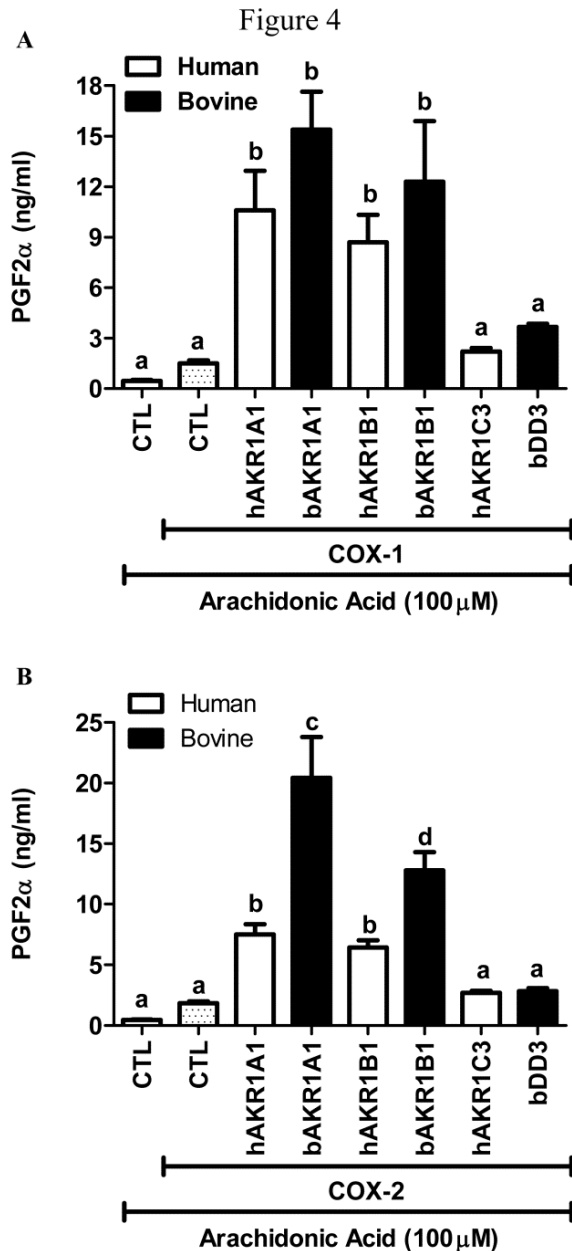 Figure 4
A
Human
Bovine
PGF2α (ng/ml)
18
15
12
9
6
3
0
a
a
b
b
b
b
a
a
CTL
CTL
hAKR1A1
bAKR1A1
hAKR1B1
bAKR1B1
hAKR1C3
bDD3
COX-1
Arachidonic Acid (100μM)
B
Human
Bovine
PGF2α (ng/ml)
25
20
15
10
5
0
a
a
b
c
b
d
a
a
CTL
CTL
hAKR1A1
bAKR1A1
hAKR1B1
bAKR1B1
hAKR1C3
bDD3
COX-2
Arachidonic Acid (100μM)